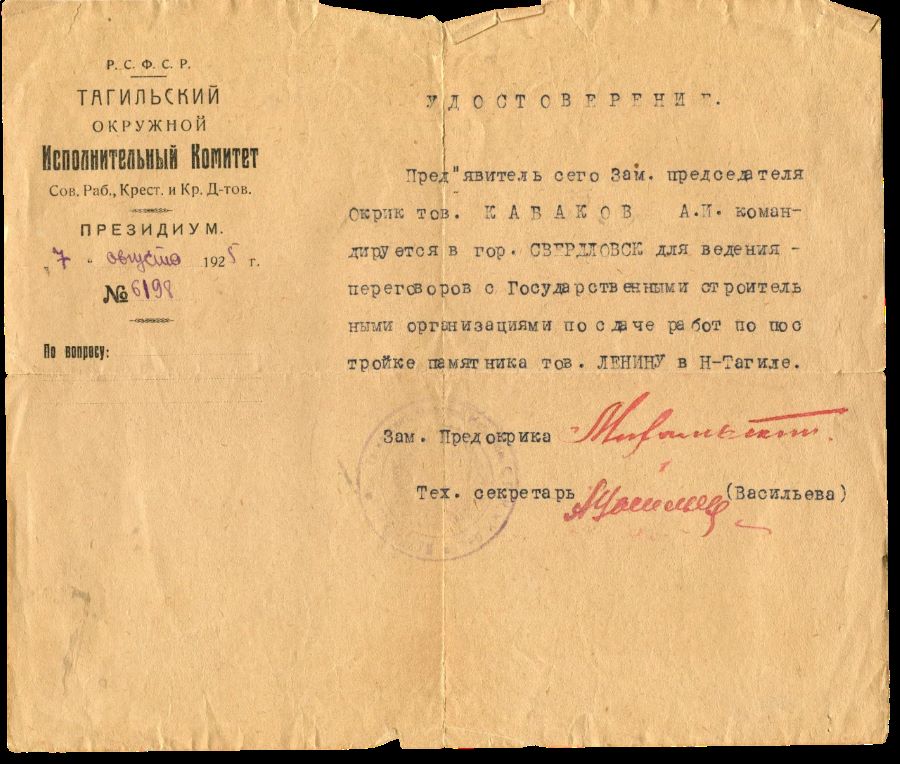 Р. С. Ф. С. Р.
ТАГИЛЬСКИЙ
ОКРУЖНОЙ
Исполнительный Комитет
Сов. Раб., Крест. и Кр. Д-тов.
ПРЕЗИДИУМ.
„7 " августа 1925 г.
№ 6198
По вопросу:
УДОСТОВЕРЕНИЕ.
Пред"явитель сего Зам. председателя
Окрик тов. КАБАКОВ А.И. коман-
дируется в гор. СВЕРДЛОВСК для ведения -
переговоров с Государственными строитель
ными организациями по сдаче работ по пос
тройке памятника тов. ЛЕНИНУ в Н-Тагиле.
Зам. Предокрика
Тех. секретарь (Васильева)